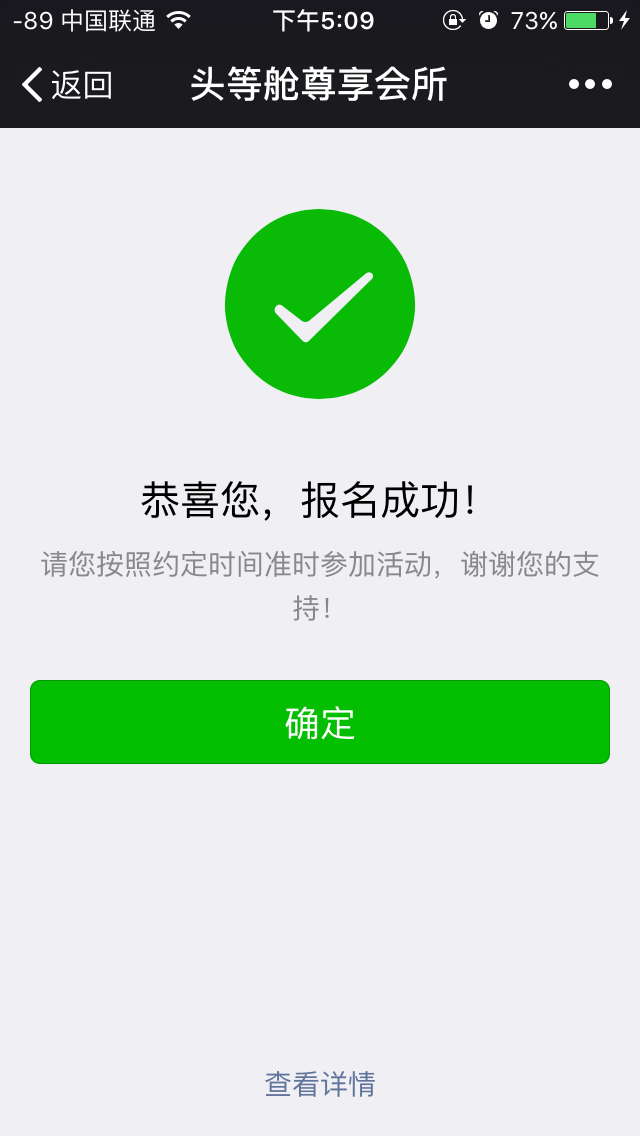 -89 中国联通 下午5:09 73%
返回 头等舱尊享会所
恭喜您，报名成功！
请您按照约定时间准时参加活动，谢谢您的支
持！
确定
查看详情